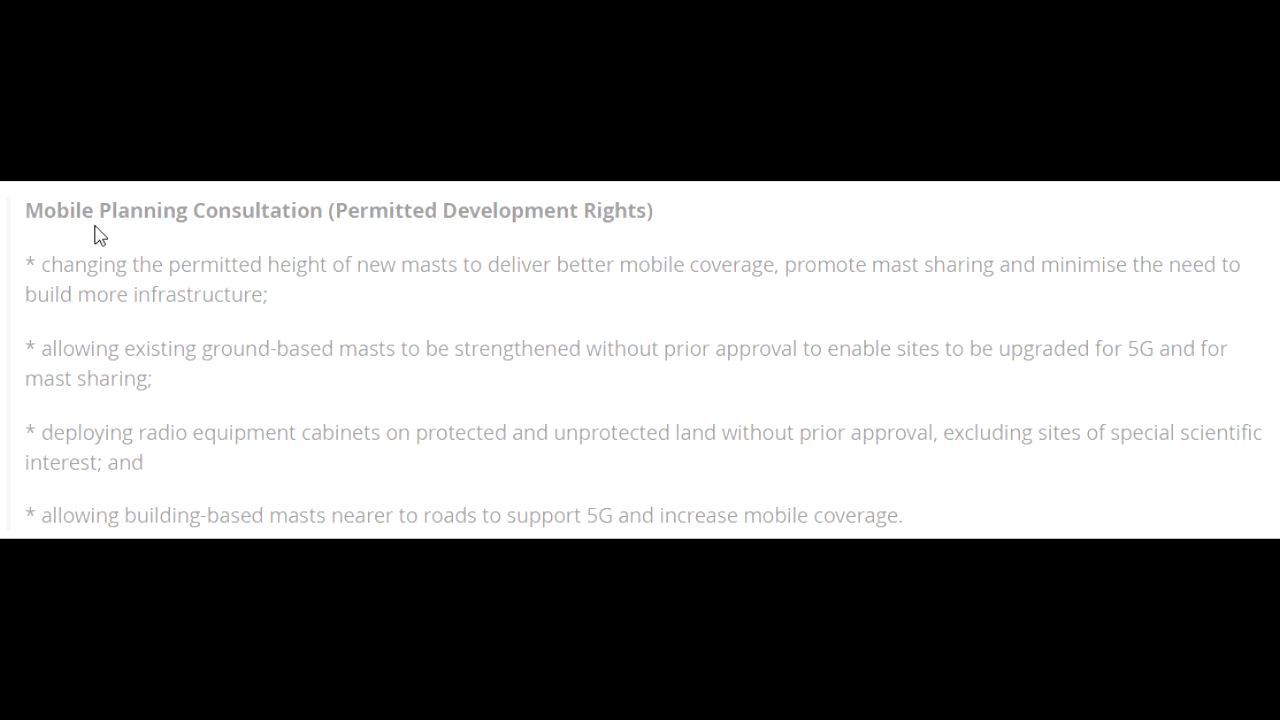 Mobile Planning Consultation (Permitted Development Rights)
* changing the permitted height of new masts to deliver better mobile coverage, promote mast sharing and minimise the need to
build more infrastructure;
* allowing existing ground-based masts to be strengthened without prior approval to enable sites to be upgraded for 5G and for
mast sharing;
* deploying radio equipment cabinets on protected and unprotected land without prior approval, excluding sites of special scientific
interest; and
* allowing building-based masts nearer to roads to support 5G and increase mobile coverage.